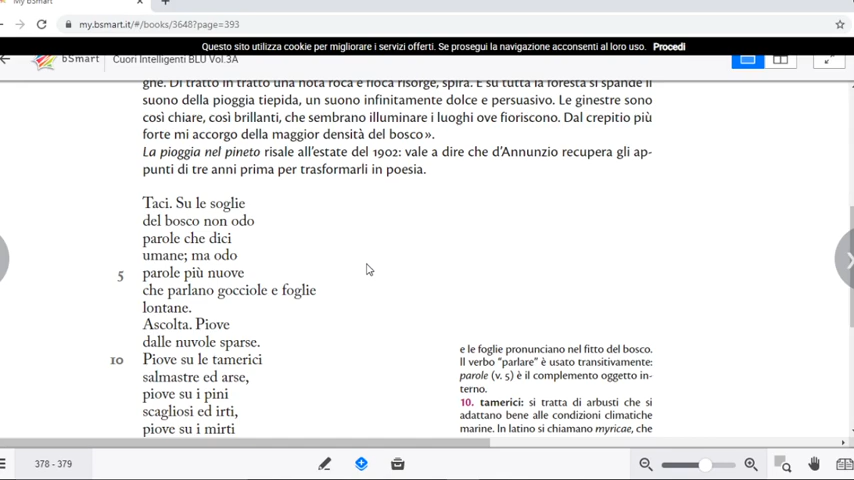 My bSmart
my.bsmart.it/#/books/3648?page=393
Questo sito utilizza cookie per migliorare i servizi offerti. Se prosegui la navigazione acconsenti al loro uso. Procedi
bSmart
Cuori Intelligenti BLU Vol.3A
ghe. Di tratto in tratto una nota roca e fioca risorge, spira. E su tutta la foresta si spande il
suono della pioggia tiepida, un suono infinitamente dolce e persuasivo. Le ginestre sono
così chiare, così brillanti, che sembrano illuminare i luoghi ove fioriscono. Dal crepitio più
forte mi accorgo della maggior densità del bosco».
La pioggia nel pineto risale all'estate del 1902: vale a dire che d'Annunzio recupera gli ap-
punti di tre anni prima per trasformarli in poesia.
Taci. Su le soglie
del bosco non odo
parole che dici
umane; ma odo
5 parole più nuove
che parlano gocciole e foglie
lontane.
Ascolta. Piove
dalle nuvole sparse.
10 Piove su le tamerici
salmastre ed arse,
piove su i pini
scagliosi ed irti,
piove su i mirti
e le foglie pronunciano nel fitto del bosco.
Il verbo "parlare" è usato transitivamente:
parole (v. 5) è il complemento oggetto in-
terno.
10. tamerici: si tratta di arbusti che si
adattano bene alle condizioni climatiche
marine. In latino si chiamano myricae, che
378 - 379